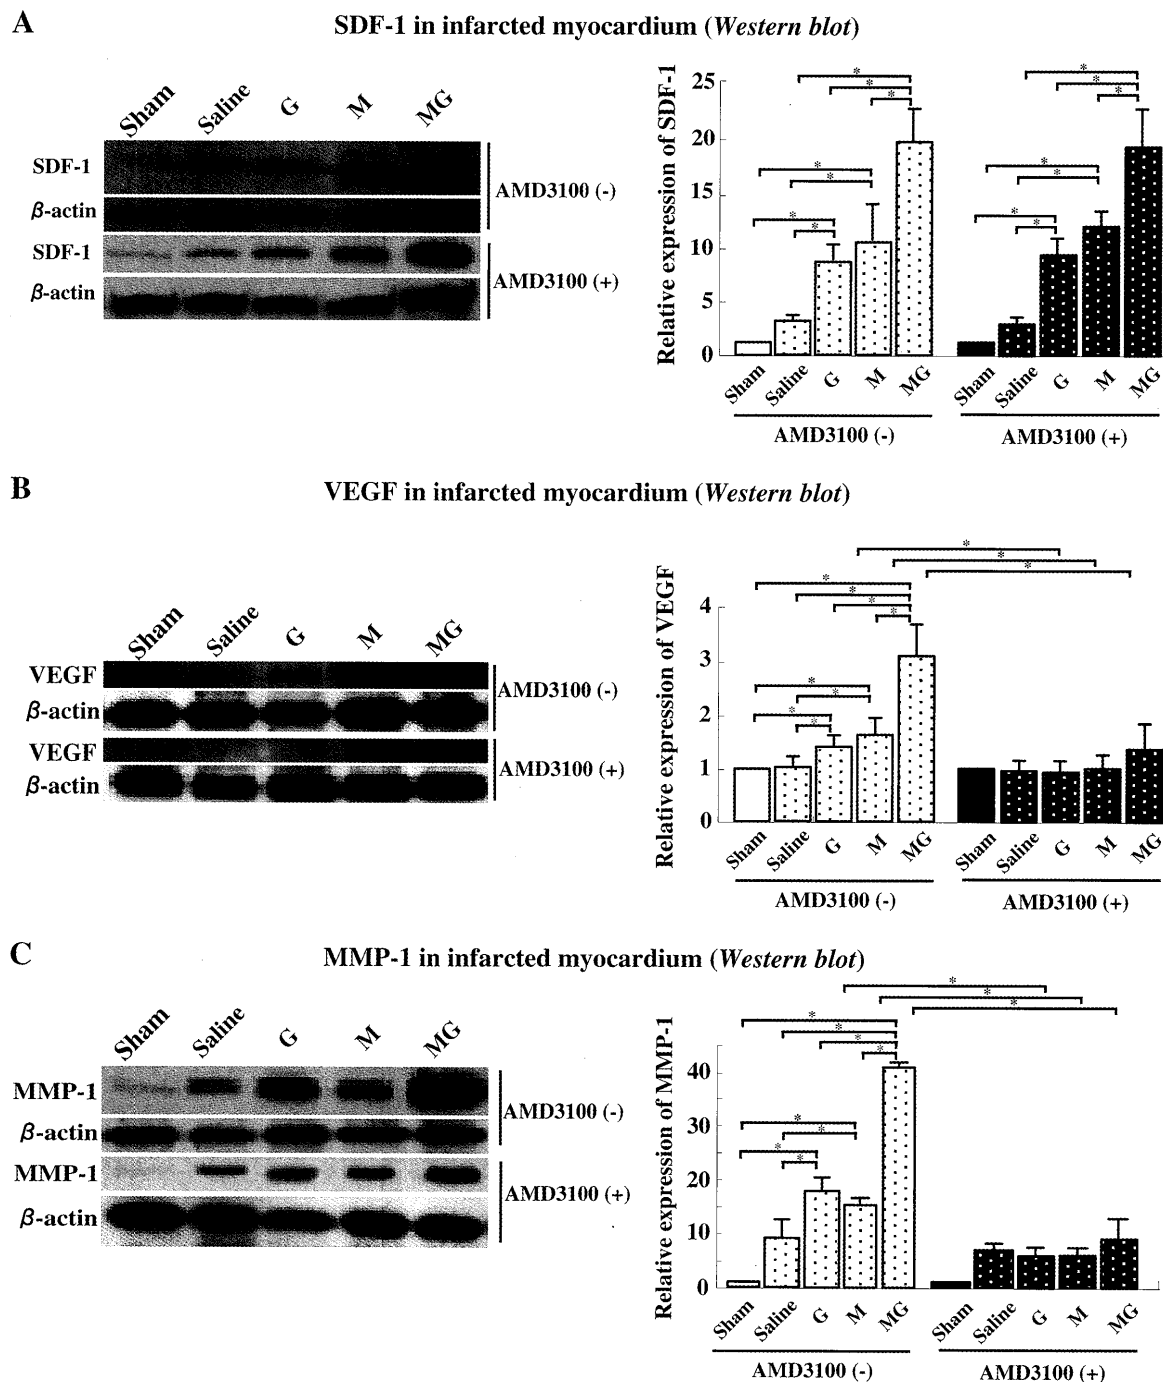 A
SDF-1 in infarcted myocardium (Western blot)
Sham Saline G M MG
SDF-1
β-actin
AMD3100 (-)
SDF-1
β-actin
AMD3100 (+)
Relative expression of SDF-1
25
20
15
10
5
0
* * * * * * * * * * * * * *
Sham Saline G M MG Sham Saline G M MG
AMD3100 (-) AMD3100 (+)
B
VEGF in infarcted myocardium (Western blot)
Sham Saline G M MG
VEGF
β-actin
AMD3100 (-)
VEGF
β-actin
AMD3100 (+)
Relative expression of VEGF
4
3
2
1
0
* * * * * * * * * * *
Sham Saline G M MG Sham Saline G M MG
AMD3100 (-) AMD3100 (+)
C
MMP-1 in infarcted myocardium (Western blot)
Sham Saline G M MG
MMP-1
β-actin
AMD3100 (-)
MMP-1
β-actin
AMD3100 (+)
Relative expression of MMP-1
40
30
20
10
0
* * * * * * * * * * *
Sham Saline G M MG Sham Saline G M MG
AMD3100 (-) AMD3100 (+)